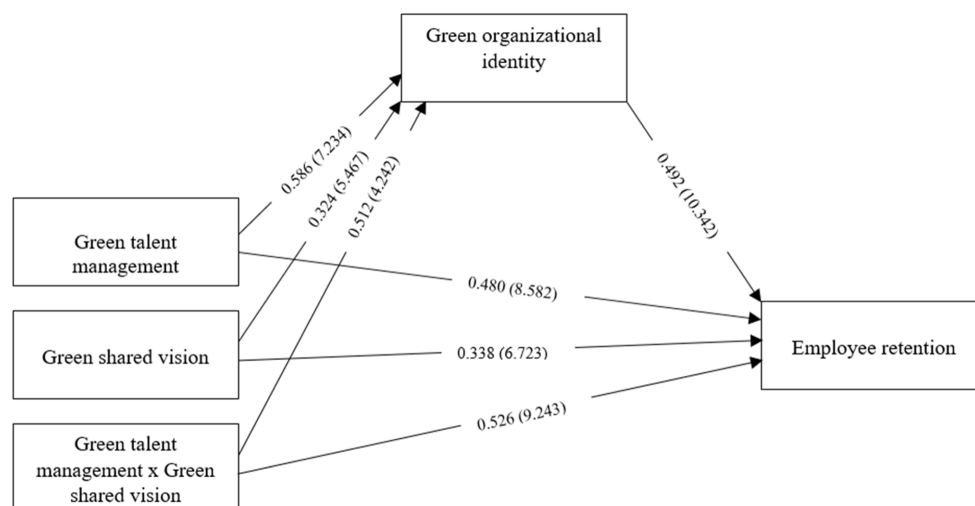 Green organizational
identity
0.586 (7.234)
0.324 (5.467)
0.512 (4.242)
0.492 (10.342)
Green talent
management
0.480 (8.582)
Green shared vision
0.338 (6.723)
Employee retention
0.526 (9.243)
Green talent
management x Green
shared vision